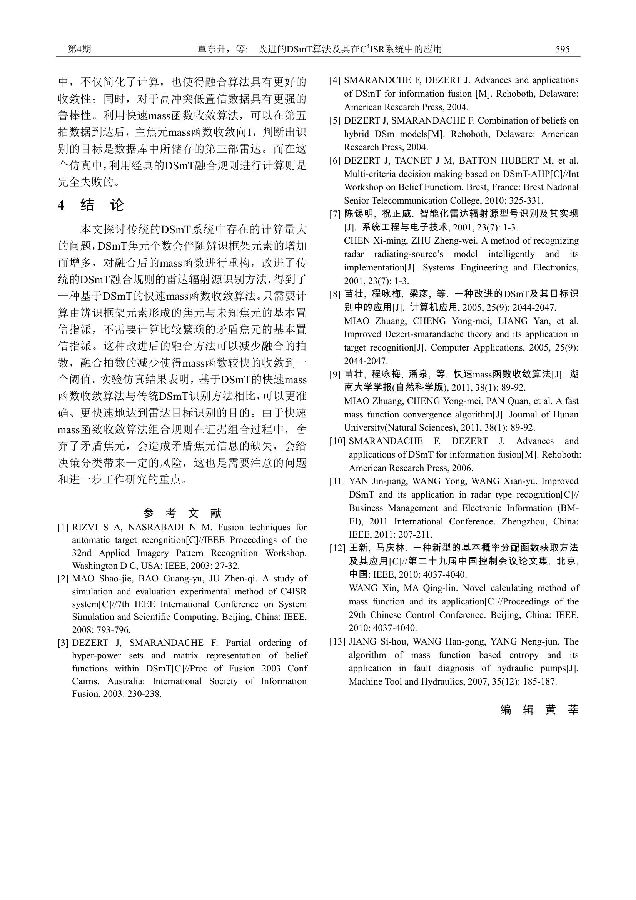 第4期
改进的DSmT算法及其在C⁴ISR系统中的应用
595
中，不仅简化了计算，也使得融合算法具有更好的
收敛性；同时，对于高冲突低置信数据具有更强的
鲁棒性。利用快速mass函数收敛算法，可以在第五
拍数据到达后，主焦元mass函数收敛向1，判断出识
别的目标是数据库中所储存的第三部雷达。而在这
个仿真中，利用经典的DSmT融合规则进行计算则是
完全失败的。
4 结 论
本文探讨传统的DSmT系统中存在的计算量大
的问题，DSmT焦元个数会伴随辨识框架元素的增加
而增多，对融合后的mass函数进行重构，改进了传
统的DSmT融合规则的雷达辐射源识别方法，得到了
一种基于DSmT的快速mass函数收敛算法。只需要计
算由辨识框架元素形成的焦元与未知焦元的基本置
信指派，不需要计算比较繁琐的矛盾焦元的基本置
信指派。这种改进后的融合方法可以减少融合的拍
数，融合拍数的减少使得mass函数较快的收敛到一
个阈值。实验仿真结果表明，基于DSmT的快速mass
函数收敛算法与传统DSmT识别方法相比，可以更准
确、更快速地达到雷达目标识别的目的。由于快速
mass函数收敛算法组合规则在证据组合过程中，舍
弃了矛盾焦元，会造成矛盾焦元信息的缺失，会给
决策分类带来一定的风险，这也是需要注意的问题
和进一步工作研究的重点。
参 考 文 献
[1] RIZVI S A, NASRABADI N M. Fusion techniques for
automatic target recognition[C]//IEEE Proceedings of the
32nd Applied Imagery Pattern Recognition Workshop.
Washington D C, USA: IEEE, 2003: 27-32.
[2] MAO Shao-jie, BAO Guang-yu, JU Zhen-qi. A study of
simulation and evaluation experimental method of C4ISR
system[C]//7th IEEE International Conference on System
Simulation and Scientific Computing. Beijing, China: IEEE,
2008: 793-796.
[3] DEZERT J, SMARANDACHE F. Partial ordering of
hyper-power sets and matrix representation of belief
functions within DSmT[C]//Proc of Fusion 2003 Conf
Cairns. Australia: International Society of Information
Fusion, 2003: 230-238.
[4] SMARANDCHE F, DEZERT J. Advances and applications
of DSmT for information fusion [M]. Rehoboth, Delaware:
American Research Press, 2004.
[5] DEZERT J, SMARANDACHE F. Combination of beliefs on
hybrid DSm models[M]. Rehoboth, Delaware: American
Research Press, 2004.
[6] DEZERT J, TACNET J M, BATTON HUBERT M, et al.
Multi-criteria decision making based on DSmT-AHP[C]//Int
Workshop on Belief Functions. Brest, France: Brest National
Senior Telecommunication College, 2010: 325-331.
[7] 陈锡明, 祝正威. 智能化雷达辐射源型号识别及其实现
[J]. 系统工程与电子技术, 2001, 23(7): 1-3.
CHEN Xi-ming, ZHU Zheng-wei. A method of recognizing
radar radiating-source's model intelligently and its
implementation[J]. Systems Engineering and Electronics,
2001, 23(7): 1-3.
[8] 苗壮, 程咏梅, 梁彦, 等. 一种改进的DSmT及其目标识
别中的应用[J]. 计算机应用, 2005, 25(9): 2044-2047.
MIAO Zhuang, CHENG Yong-mei, LIANG Yan, et al.
Improved Dezert-smarandache theory and its application in
target recognition[J]. Computer Applications, 2005, 25(9):
2044-2047.
[9] 苗壮, 程咏梅, 潘泉, 等. 快速mass函数收敛算法[J]. 湖
南大学学报(自然科学版), 2011, 38(1): 89-92.
MIAO Zhuang, CHENG Yong-mei, PAN Quan, et al. A fast
mass function convergence algorithm[J]. Journal of Hunan
University(Natural Sciences), 2011, 38(1): 89-92.
[10] SMARANDACHE F, DEZERT J. Advances and
applications of DSmT for information fusion[M]. Rehoboth:
American Research Press, 2006.
[11] YAN Jin-jiang, WANG Yong, WANG Xian-yu. Improved
DSmT and its application in radar type recognition[C]//
Business Management and Electronic Information (BM-
EI), 2011 International Conference. Zhengzhou, China:
IEEE, 2011: 207-211.
[12] 王新, 马庆林. 一种新型的基本概率分配函数获取方法
及其应用[C]//第二十九届中国控制会议论文集. 北京,
中国: IEEE, 2010: 4037-4040.
WANG Xin, MA Qing-lin. Novel calculating method of
mass function and its application[C]//Proceedings of the
29th Chinese Control Conference. Beijing, China: IEEE,
2010: 4037-4040.
[13] JIANG Si-hou, WANG Han-gong, YANG Neng-jun. The
algorithm of mass function based entropy and its
application in fault diagnosis of hydraulic pumps[J].
Machine Tool and Hydraulics, 2007, 35(12): 185-187.
编 辑 黄 莘